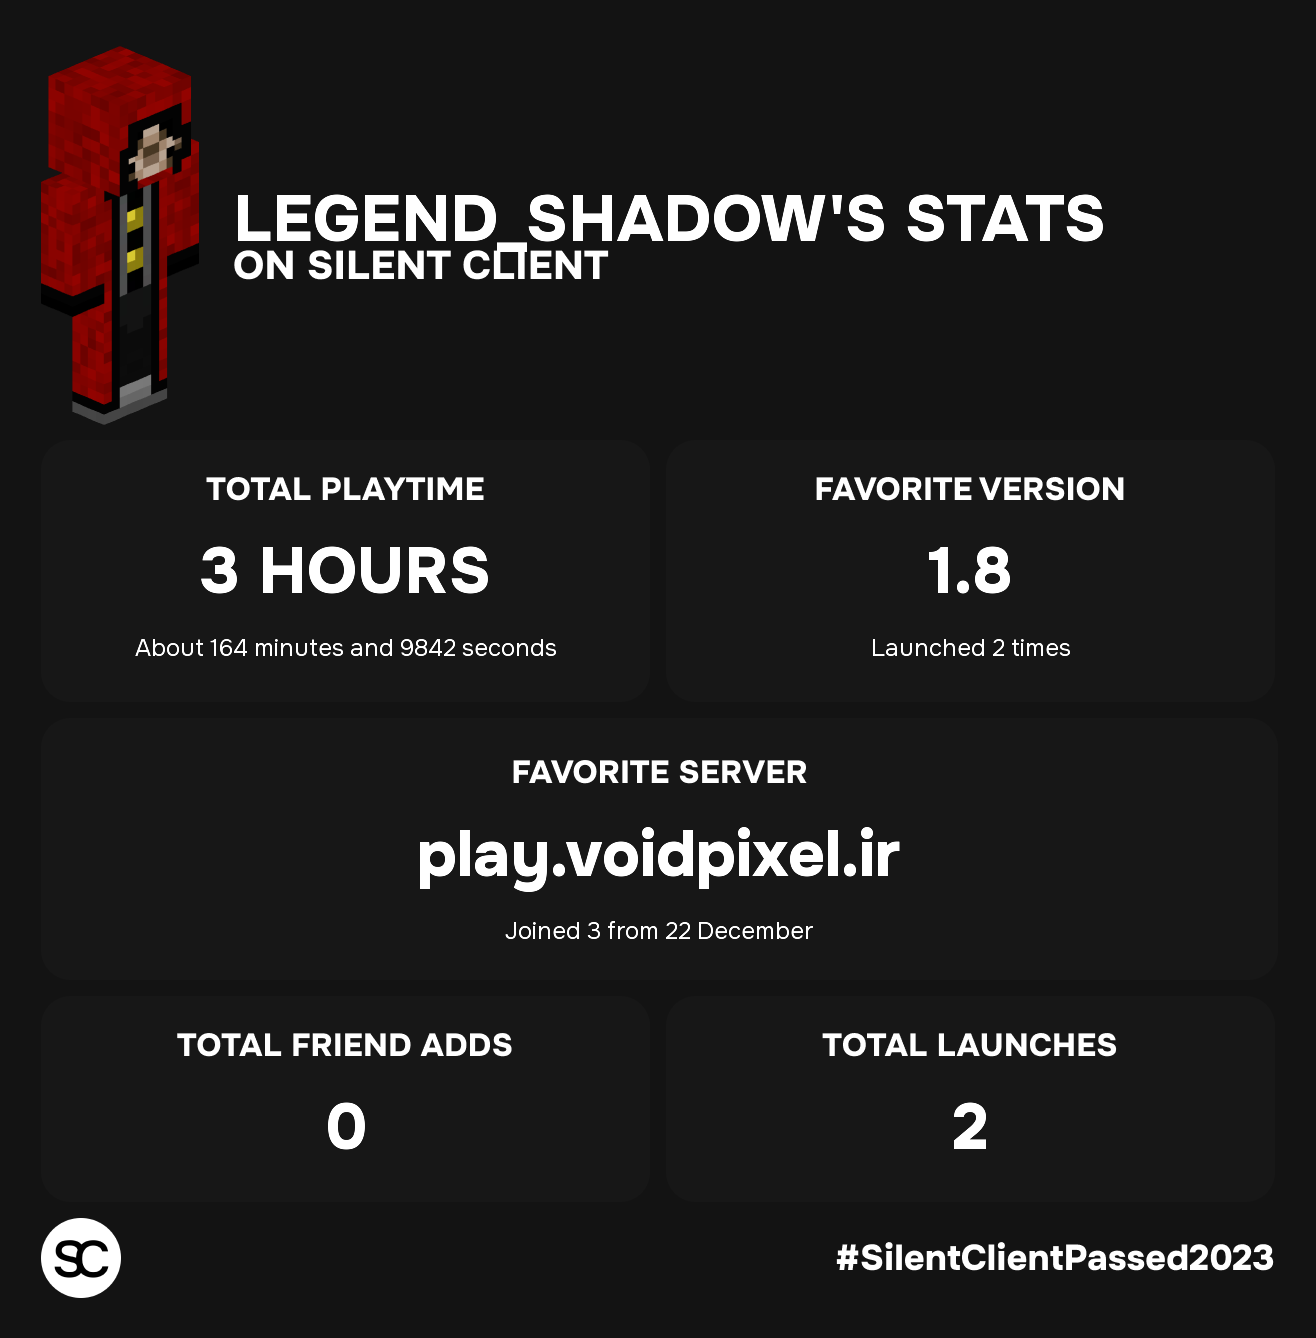 LEGEND_SHADOW'S STATS
ON SILENT CLIENT
TOTAL PLAYTIME
3 HOURS
About 164 minutes and 9842 seconds
FAVORITE VERSION
1.8
Launched 2 times
FAVORITE SERVER
play.voidpixel.ir
Joined 3 from 22 December
TOTAL FRIEND ADDS
0
TOTAL LAUNCHES
2
SC
#SilentClientPassed2023